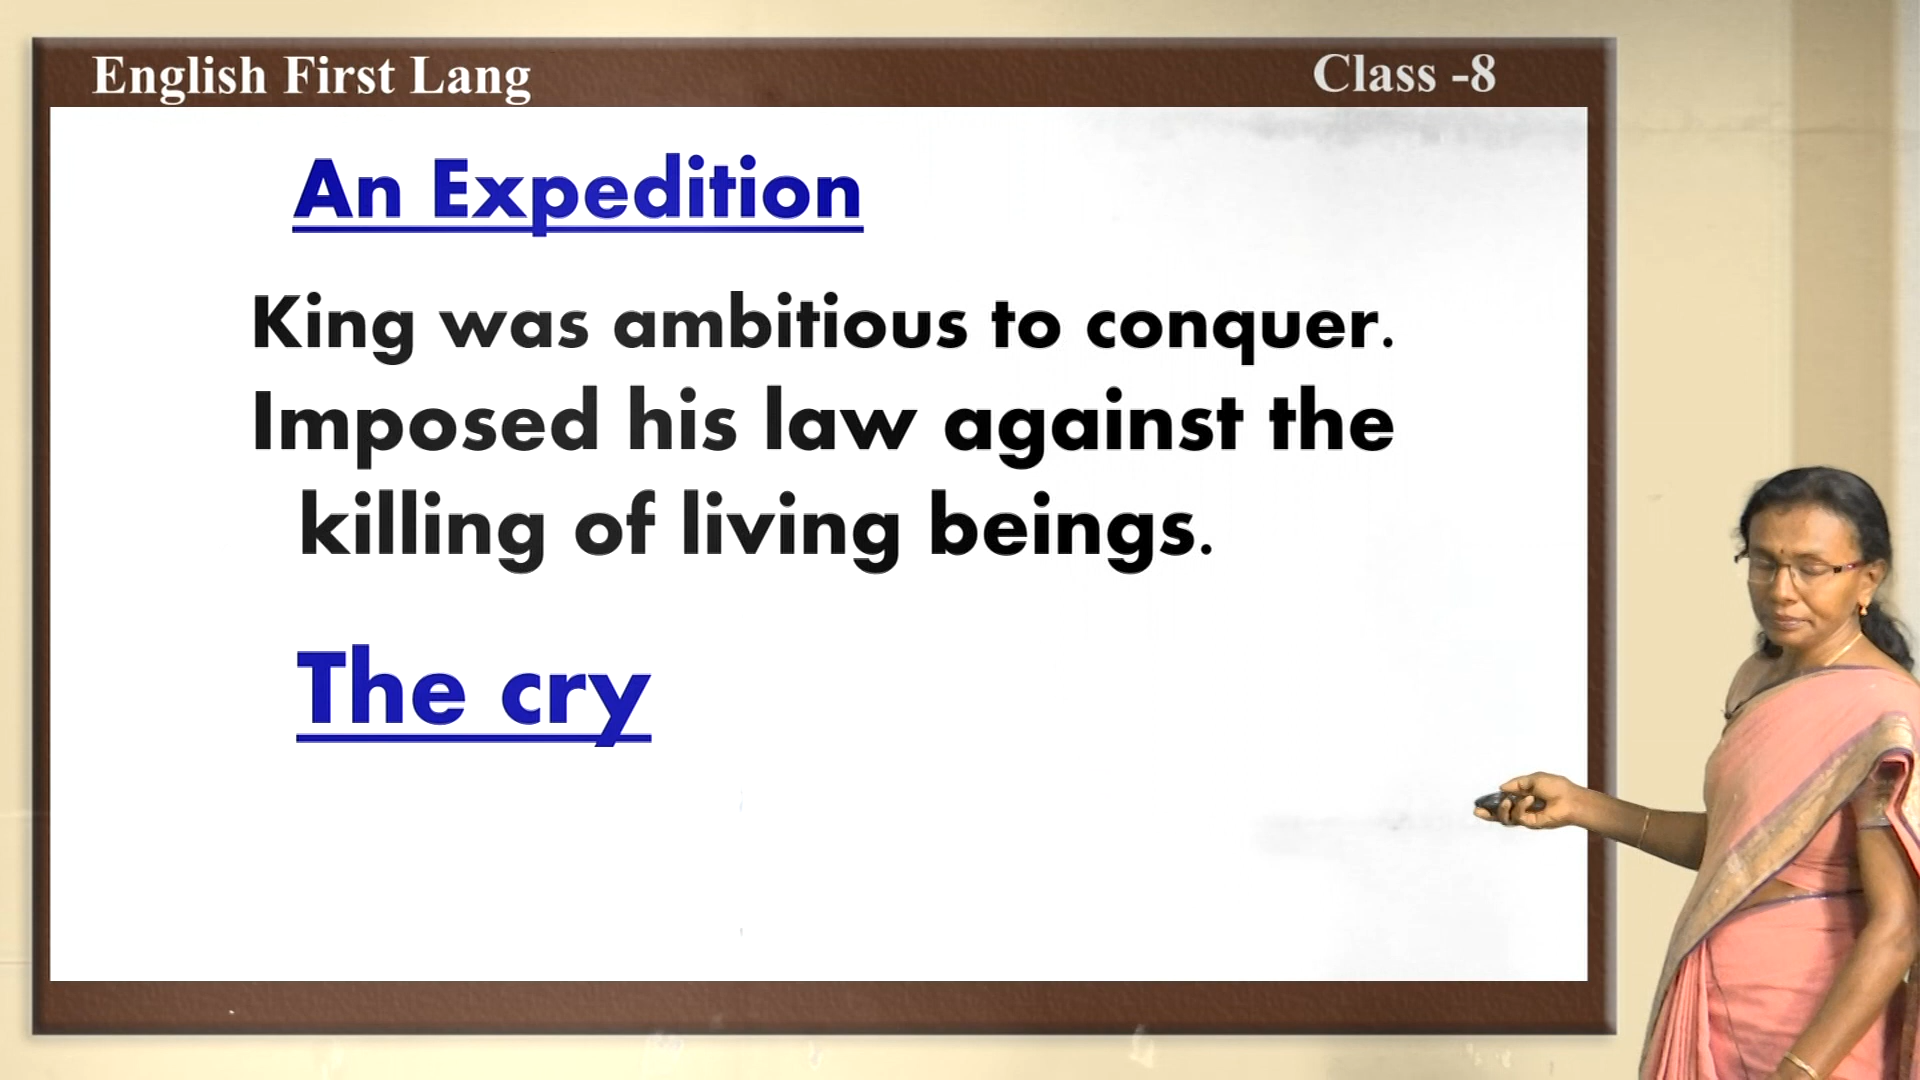 English First Lang
Class -8
An Expedition
King was ambitious to conquer.
Imposed his law against the
killing of living beings.
The cry